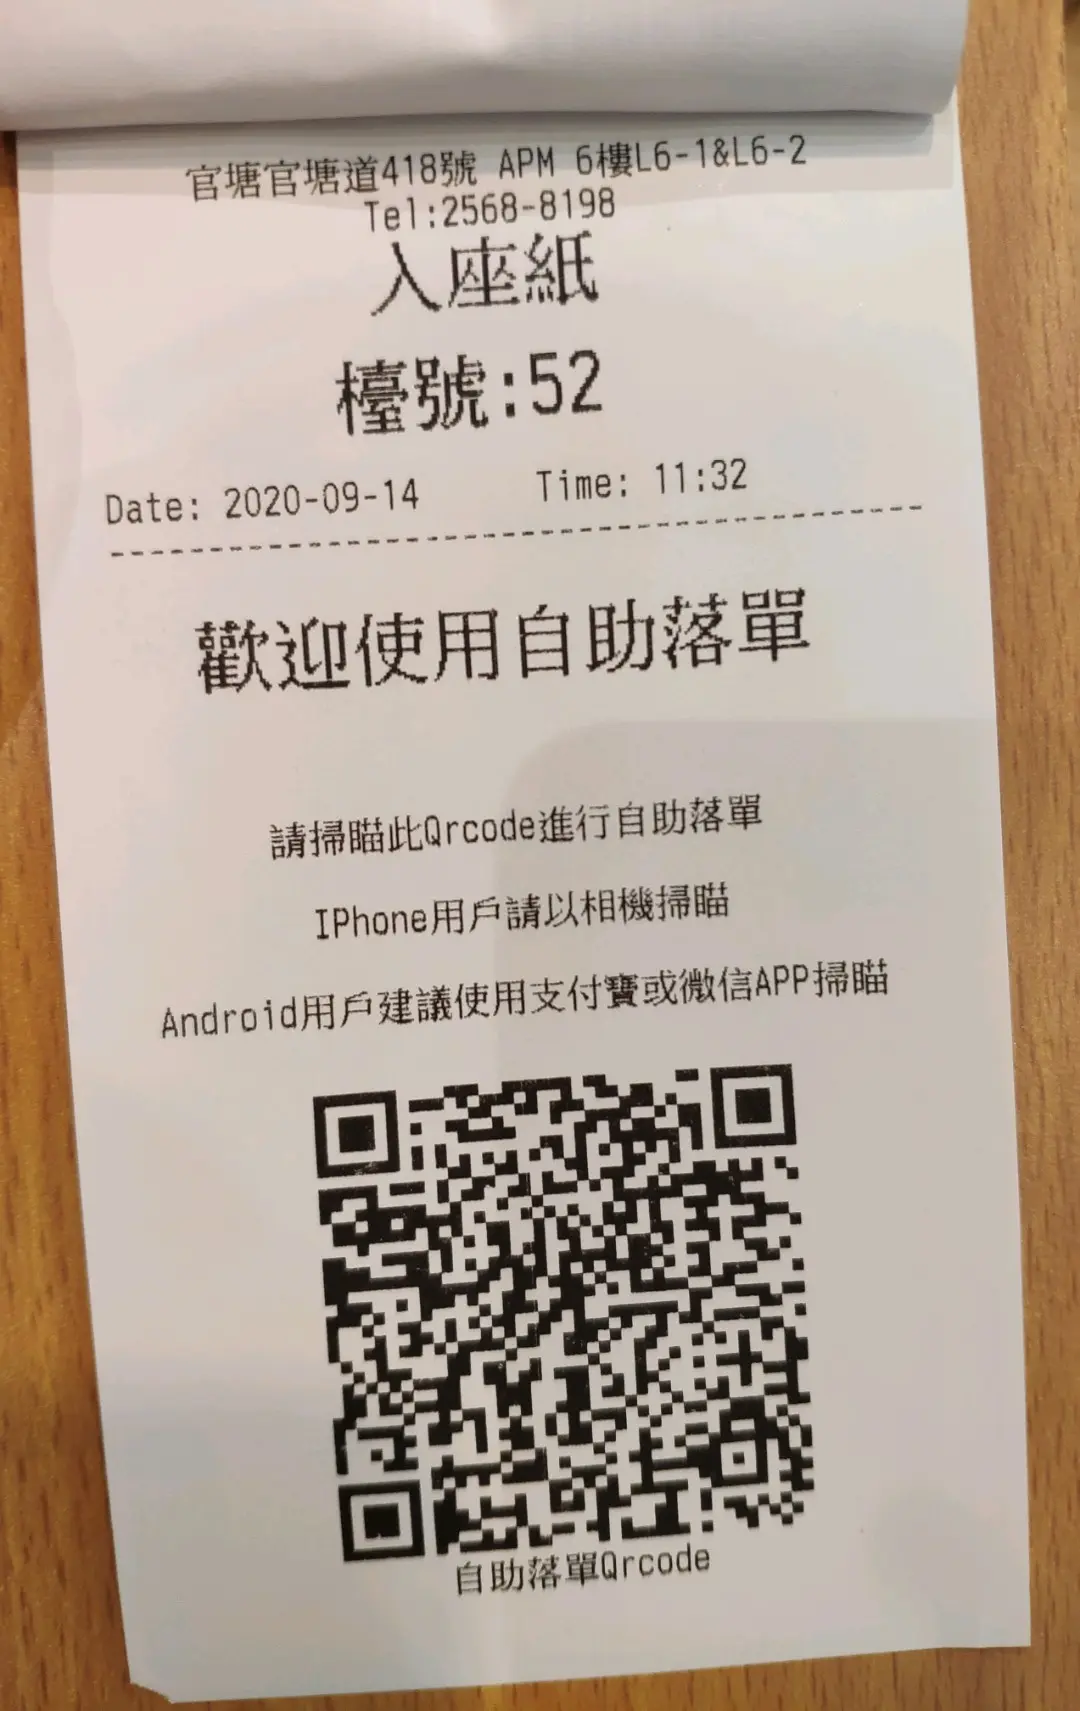 官塘官塘道418號 APM 6樓L6-1&L6-2
Tel:2568-8198
入座紙
檯號:52
Date: 2020-09-14 Time: 11:32
歡迎使用自助落單
請掃瞄此Qrcode進行自助落單
IPhone用戶請以相機掃瞄
Android用戶建議使用支付寶或微信APP掃瞄
自助落單Qrcode